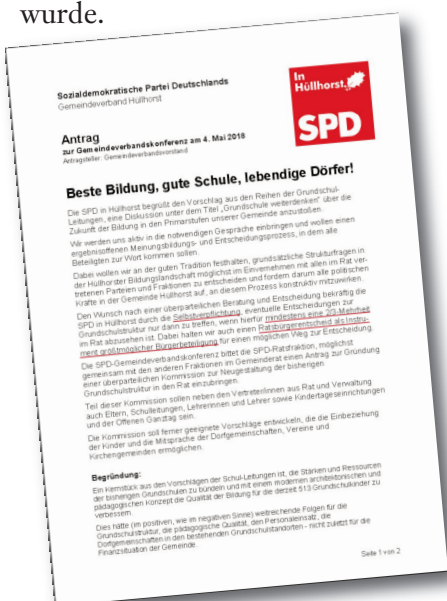 wurde.
Sozialdemokratische Partei Deutschlands
Gemeindeverband Hüllhorst
In
Hüllhorst.
SPD
Antrag
zur Gemeindeverbandskonferenz am 4. Mai 2018
Antragsteller: Gemeindeverbandsvorstand
Beste Bildung, gute Schule, lebendige Dörfer!
Die SPD in Hüllhorst begrüßt den Vorschlag aus den Reihen der Grundschul-
Leitungen, eine Diskussion unter dem Titel „Grundschule weiterdenken“ über die
Zukunft der Bildung in den Primarstufen unserer Gemeinde anzustoßen.
Wir werden uns aktiv in die notwendigen Gespräche einbringen und wollen einen
ergebnisoffenen Meinungsbildungs- und Entscheidungsprozess, in dem alle
Beteiligten zur Wort kommen sollen.
Dabei wollen wir an der guten Tradition festhalten, grundsätzliche Strukturfragen in
der Hüllhorster Bildungslandschaft möglichst im Einvernehmen mit allen im Rat ver-
tretenen Parteien und Fraktionen zu entscheiden und fordern darum alle politischen
Kräfte in der Gemeinde Hüllhorst auf, an diesem Prozess konstruktiv mitzuwirken.
Den Wunsch nach einer überparteilichen Beratung und Entscheidung bekräftig die
SPD in Hüllhorst durch die Selbstverpflichtung, eventuelle Entscheidungen zur
Grundschulstruktur nur dann zu treffen, wenn hierfür mindestens eine 2/3-Mehrheit
im Rat abzusehen ist. Dabei halten wir auch einen Ratsbürgerentscheid als Instru-
ment größtmöglicher Bürgerbeteiligung für einen möglichen Weg zur Entscheidung.
Die SPD-Gemeindeverbandskonferenz bittet die SPD-Ratsfraktion, möglichst
gemeinsam mit den anderen Fraktionen im Gemeinderat einen Antrag zur Gründung
einer überparteilichen Kommission zur Neugestaltung der bisherigen
Grundschulstruktur in den Rat einzubringen.
Teil dieser Kommission sollen neben den Vertreter/innen aus Rat und Verwaltung
auch Eltern, Schulleitungen, Lehrerinnen und Lehrer sowie Kindertageseinrichtungen
und der Offenen Ganztag sein.
Die Kommission soll ferner geeignete Vorschläge entwickeln, die die Einbeziehung
der Kinder und die Mitsprache der Dorfgemeinschaften, Vereine und
Kirchengemeinden ermöglichen.
Begründung:
Ein Kernstück aus den Vorschlägen der Schul-Leitungen ist, die Stärken und Ressourcen
der bisherigen Grundschulen zu bündeln und mit einem modernen architektonischen und
pädagogischen Konzept die Qualität der Bildung für die derzeit 513 Grundschulkinder zu
verbessern.
Dies hätte (im positiven, wie im negativen Sinne) weitreichende Folgen für die
Grundschulstruktur, die pädagogische Qualität, den Personaleinsatz, die
Dorfgemeinschaften in den bestehenden Grundschulstandorten - nicht zuletzt für die
Finanzsituation der Gemeinde.
Seite 1 von 2